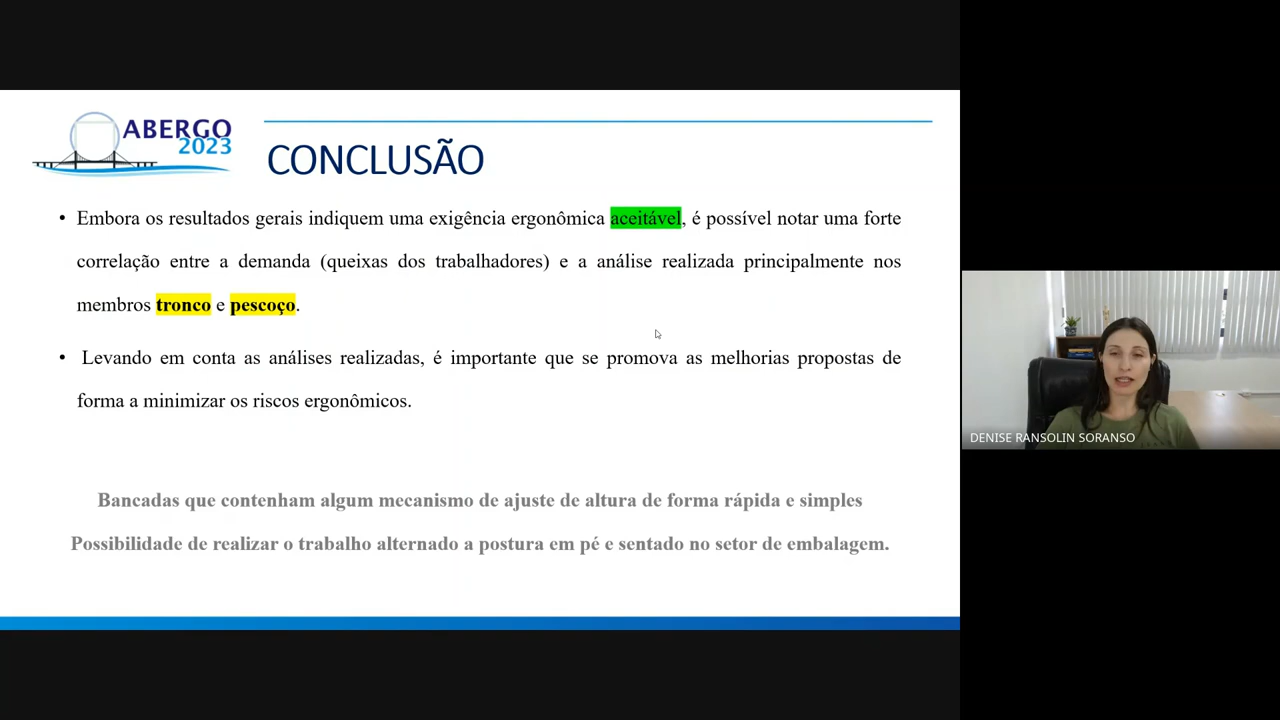 ABERGO
2023
CONCLUSÃO
• Embora os resultados gerais indiquem uma exigência ergonômica aceitável, é possível notar uma forte
correlação entre a demanda (queixas dos trabalhadores) e a análise realizada principalmente nos
membros tronco e pescoço.
• Levando em conta as análises realizadas, é importante que se promova as melhorias propostas de
forma a minimizar os riscos ergonômicos.
Bancadas que contenham algum mecanismo de ajuste de altura de forma rápida e simples
Possibilidade de realizar o trabalho alternado a postura em pé e sentado no setor de embalagem.
DENISE RANSOLIN SORANSO